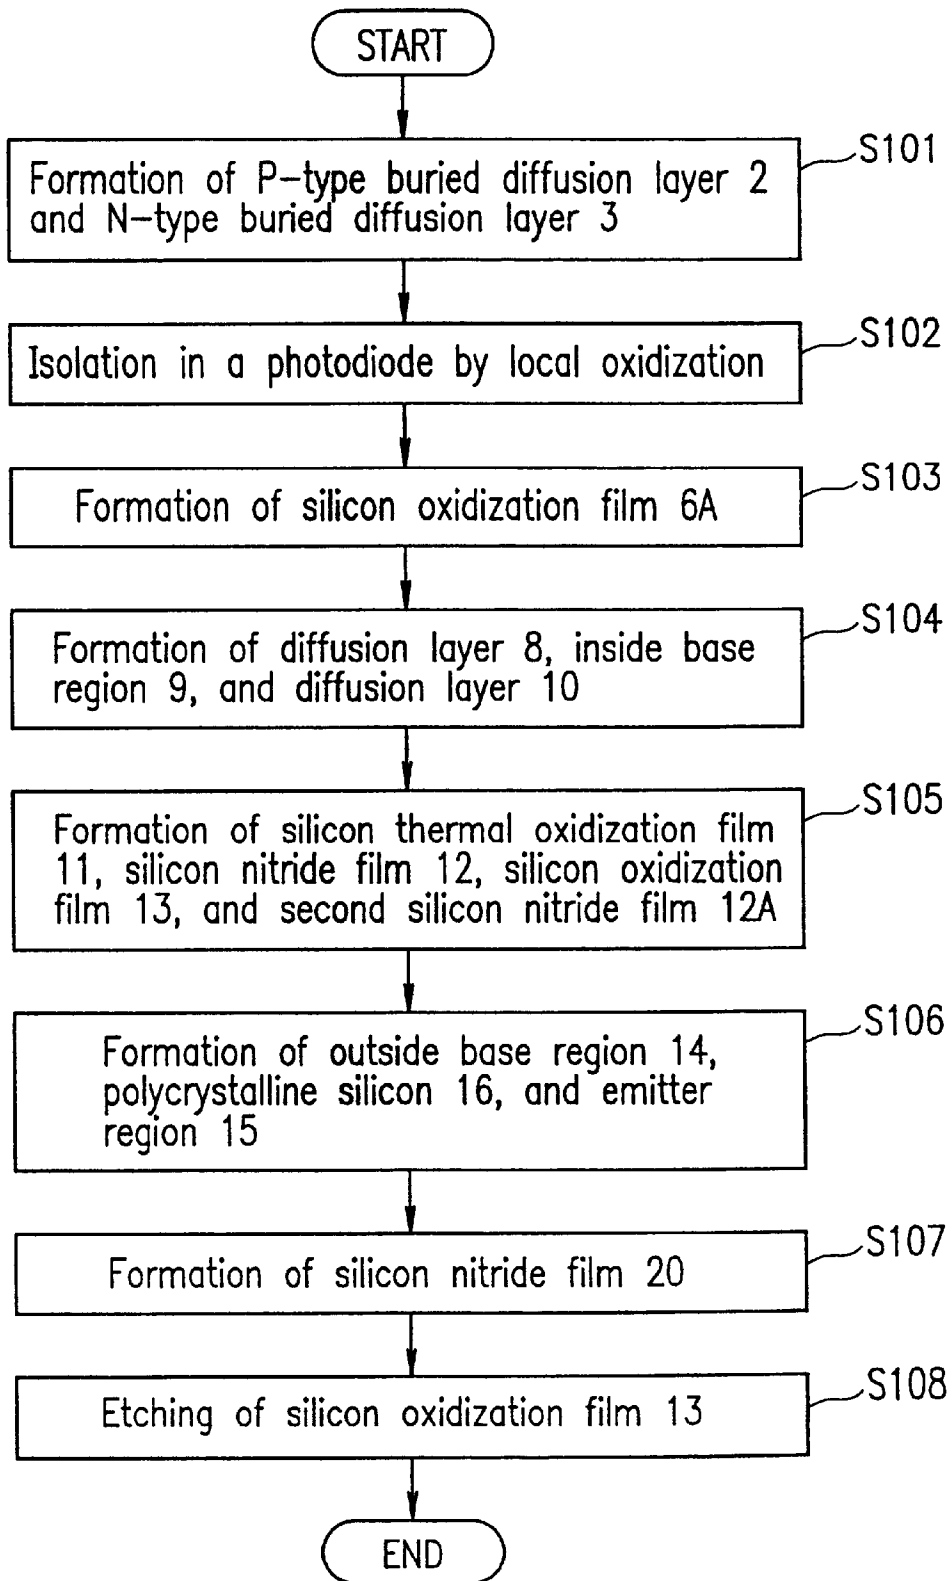 START
S101
Formation of P-type buried diffusion layer 2
and N-type buried diffusion layer 3
S102
Isolation in a photodiode by local oxidization
S103
Formation of silicon oxidization film 6A
S104
Formation of diffusion layer 8, inside base
region 9, and diffusion layer 10
S105
Formation of silicon thermal oxidization film
11, silicon nitride film 12, silicon oxidization
film 13, and second silicon nitride film 12A
S106
Formation of outside base region 14,
polycrystalline silicon 16, and emitter
region 15
S107
Formation of silicon nitride film 20
S108
Etching of silicon oxidization film 13
END